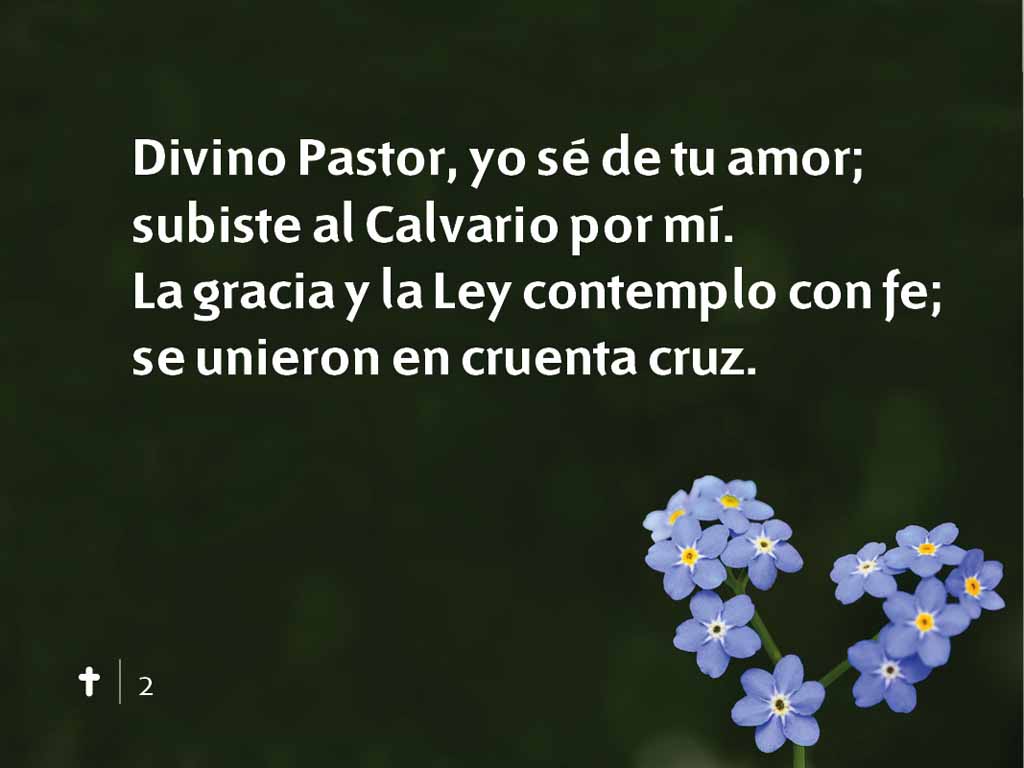 Divino Pastor, yo sé de tu amor;
subiste al Calvario por mí.
La gracia y la Ley contemplo con fe;
se unieron en cruenta cruz.
2